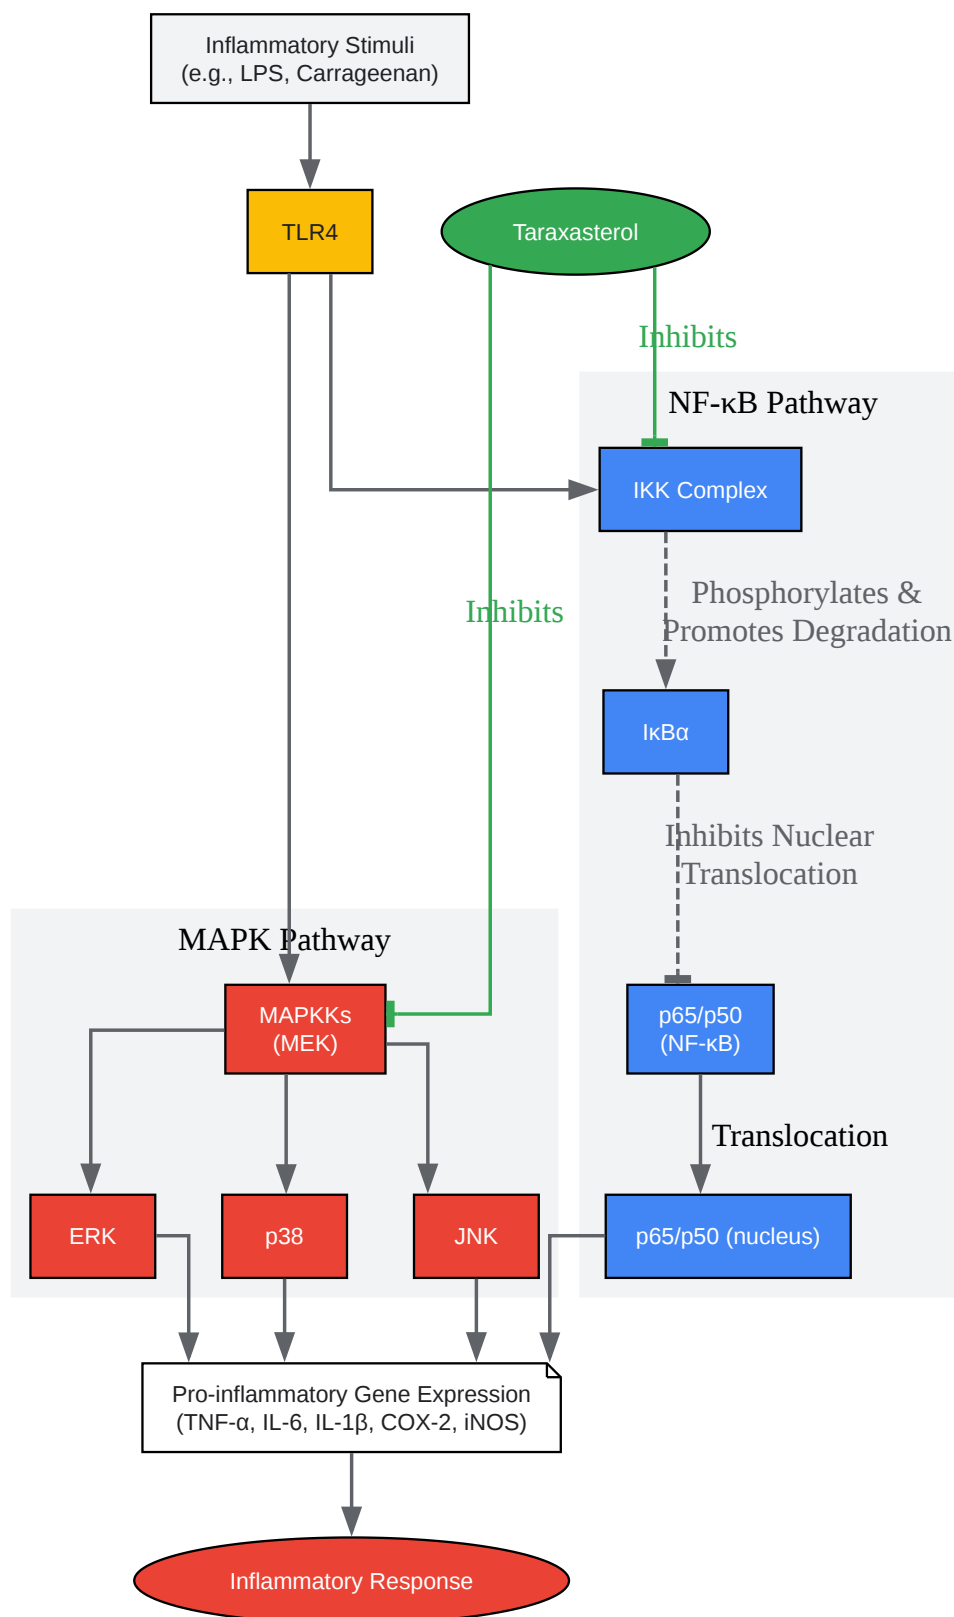 Inflammatory Stimuli
(e.g., LPS, Carrageenan)
TLR4
Taraxasterol
Inhibits
NF-κB Pathway
IKK Complex
Phosphorylates &
Promotes Degradation
Inhibits
IκBα
Inhibits Nuclear
Translocation
MAPK Pathway
MAPKKs
(MEK)
p65/p50
(NF-κB)
Translocation
ERK
p38
JNK
p65/p50 (nucleus)
Pro-inflammatory Gene Expression
(TNF-α, IL-6, IL-1β, COX-2, iNOS)
Inflammatory Response